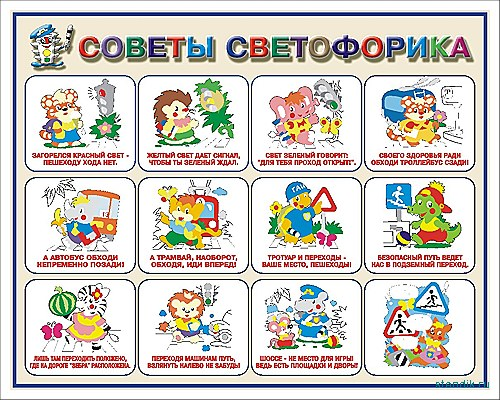 СОВЕТЫ СВЕТОФОРИКА
ЗАГОРЕЛСЯ КРАСНЫЙ СВЕТ -
ПЕШЕХОДУ ХОДА НЕТ.
ЖЕЛТЫЙ СВЕТ ДАЕТ СИГНАЛ,
ЧТОБЫ ТЫ ЗЕЛЕНЫЙ ЖДАЛ.
СВЕТ ЗЕЛЕНЫЙ ГОВОРИТ:
"ДЛЯ ТЕБЯ ПРОХОД ОТКРЫТ".
СВОЕГО ЗДОРОВЬЯ РАДИ
ОБХОДИ ТРОЛЛЕЙБУС СЗАДИ!
А АВТОБУС ОБХОДИ
НЕПРЕМЕННО ПОЗАДИ!
А ТРАМВАЙ, НАОБОРОТ,
ОБХОДЯ, ИДИ ВПЕРЕД!
ГАИ
ТРОТУАР И ПЕРЕХОДЫ -
ВАШЕ МЕСТО, ПЕШЕХОДЫ!
БЕЗОПАСНЫЙ ПУТЬ ВЕДЕТ
НАС В ПОДЗЕМНЫЙ ПЕРЕХОД.
ЛИШЬ ТАМ ПЕРЕХОДИТЬ ПОЛОЖЕНО,
ГДЕ НА ДОРОГЕ "ЗЕБРА" РАСПОЛОЖЕНА.
ПЕРЕХОДЯ МАШИНАМ ПУТЬ,
ВЗГЛЯНУТЬ НАЛЕВО НЕ ЗАБУДЬ!
ШОССЕ - НЕ МЕСТО ДЛЯ ИГРЫ!
ВЕДЬ ЕСТЬ ПЛОЩАДКИ И ДВОРЫ!
stendik.ru